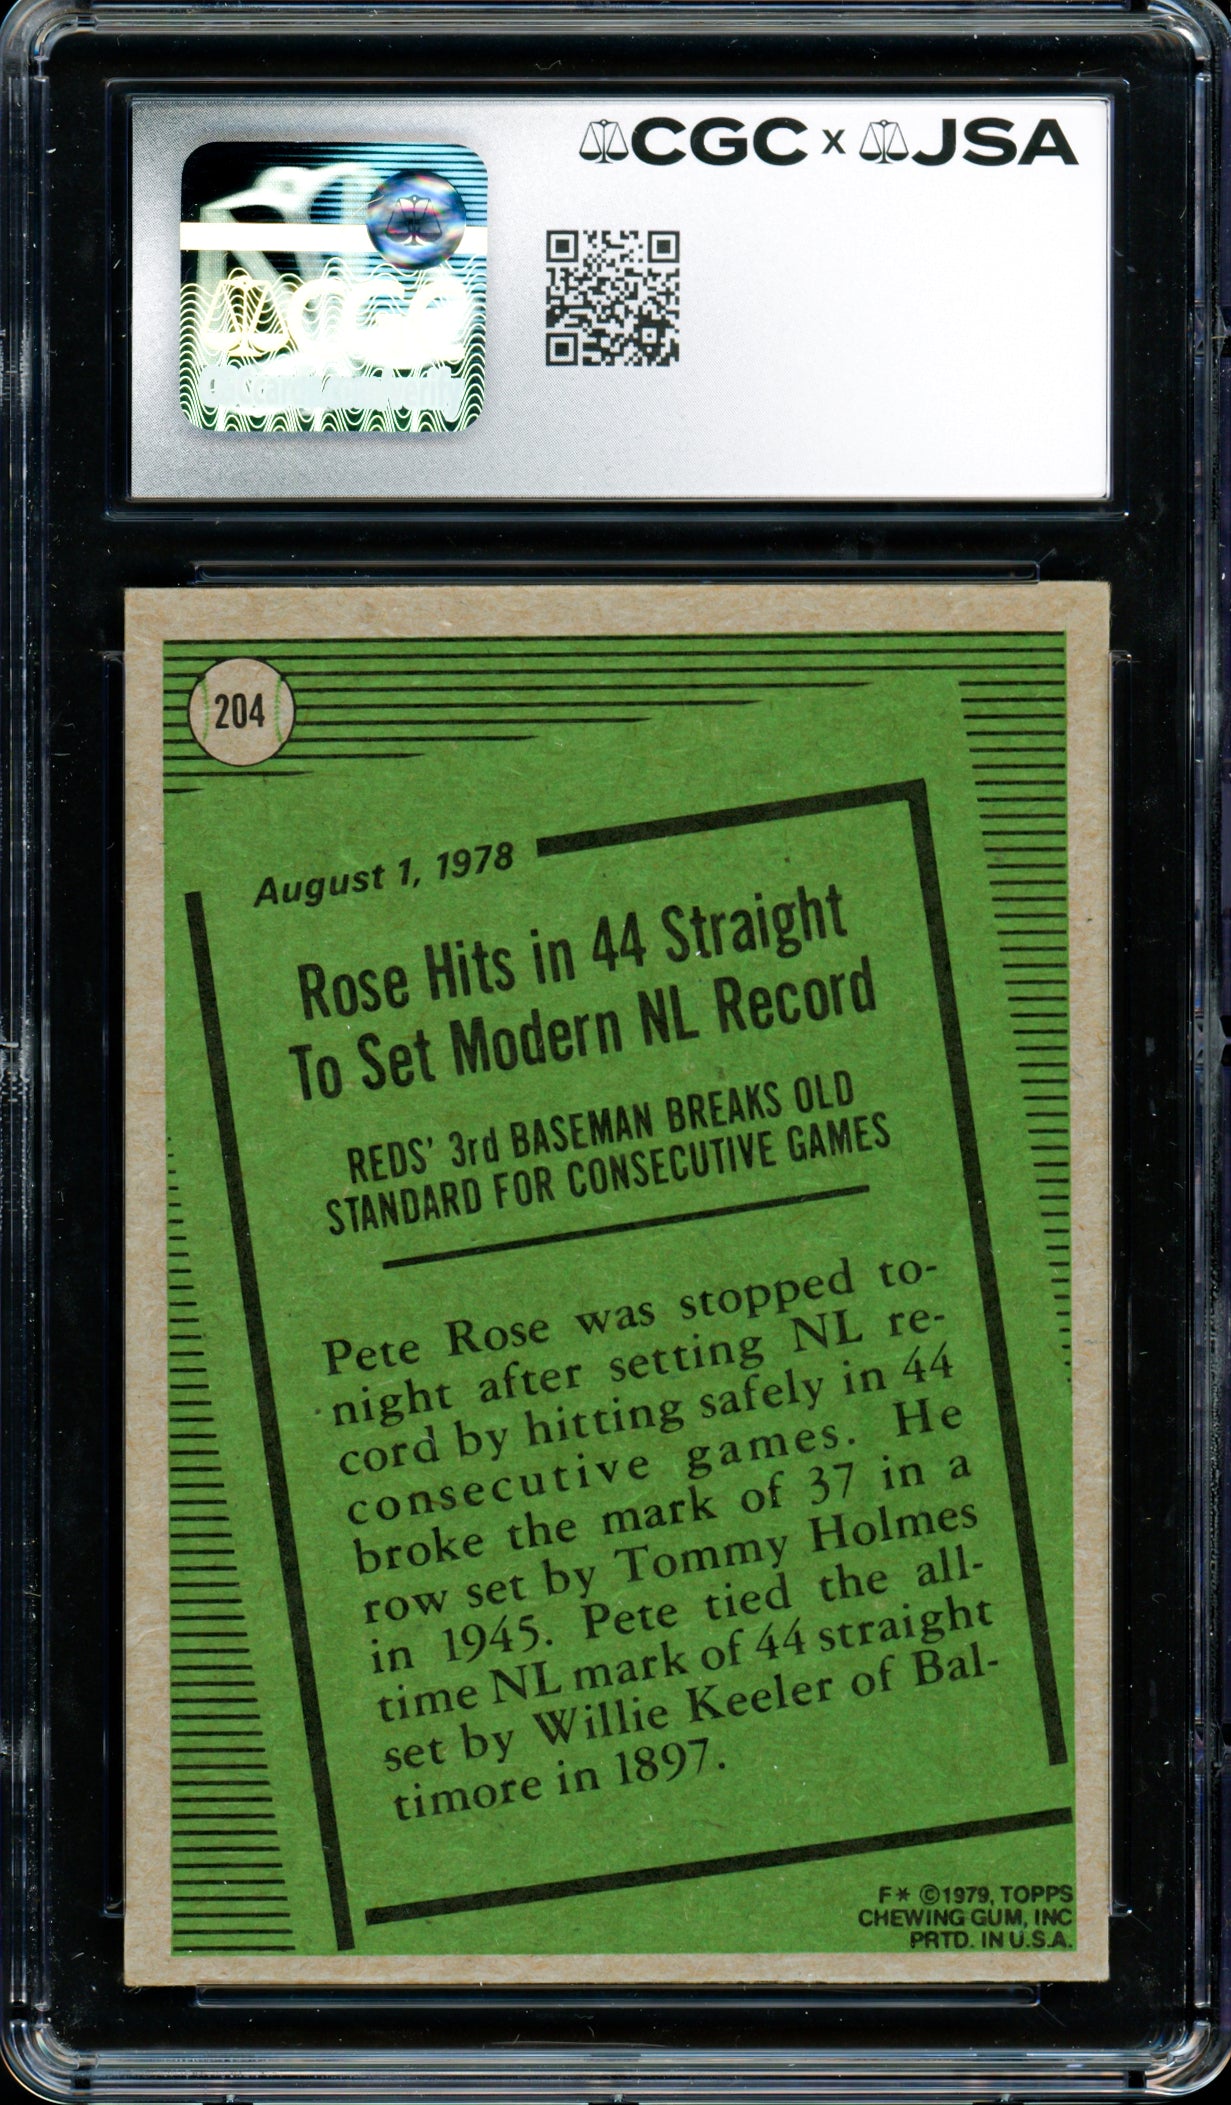 CGC x JSA
CGC
204
August 1, 1978
Rose Hits in 44 Straight
To Set Modern NL Record
REDS' 3rd BASEMAN BREAKS OLD
STANDARD FOR CONSECUTIVE GAMES
Pete Rose was stopped to-
night after setting NL re-
cord by hitting safely in 44
consecutive games. He
broke the mark of 37 in a
row set by Tommy Holmes
in 1945. Pete tied the all-
time NL mark of 44 straight
set by Willie Keeler of Bal-
timore in 1897.
F* ©1979, TOPPS
CHEWING GUM, INC
PRTD. IN U.S.A.